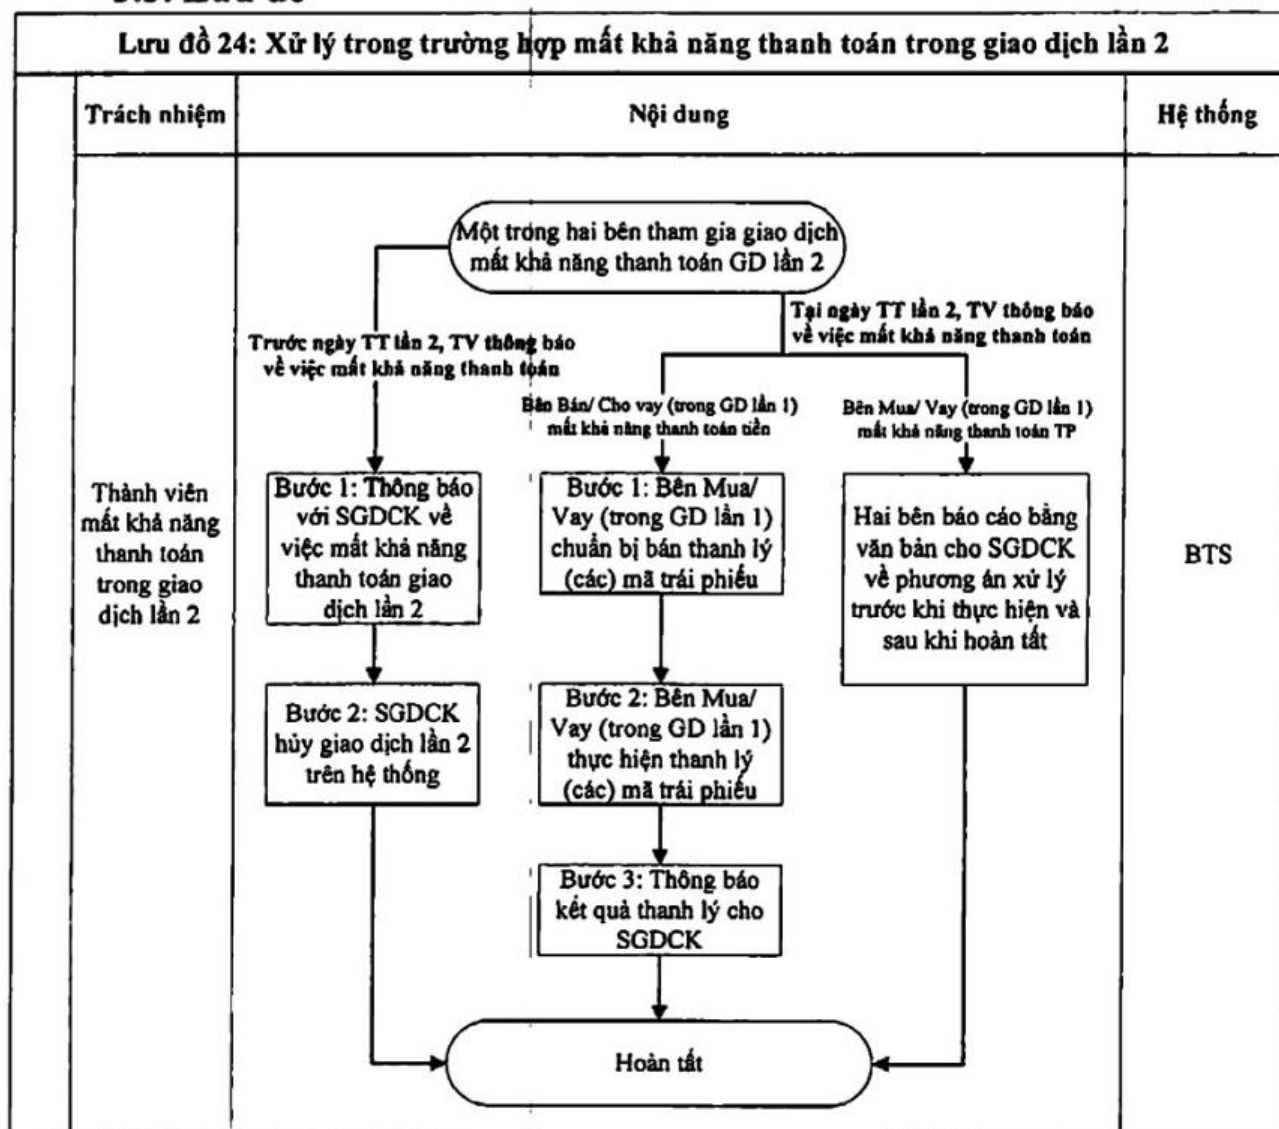 Lưu đồ 24: Xử lý trong trường hợp mất khả năng thanh toán trong giao dịch lần 2
Trách nhiệm
Nội dung
Hệ thống
Một trong hai bên tham gia giao dịch
mất khả năng thanh toán GD lần 2
Tại ngày TT lần 2, TV thông báo
về việc mất khả năng thanh toán
Trước ngày TT lần 2, TV thông báo
về việc mất khả năng thanh toán
Bên Bán/ Cho vay (trong GD lần 1)
mất khả năng thanh toán tiền
Bên Mua/ Vay (trong GD lần 1)
mất khả năng thanh toán TP
Thành viên
mất khả năng
thanh toán
trong giao
dịch lần 2
Bước 1: Thông báo
với SGDCK về
việc mất khả năng
thanh toán giao
dịch lần 2
Bước 1: Bên Mua/
Vay (trong GD lần 1)
chuẩn bị bán thanh lý
(các) mã trái phiếu
Hai bên báo cáo bằng
văn bản cho SGDCK
về phương án xử lý
trước khi thực hiện và
sau khi hoàn tất
BTS
Bước 2: SGDCK
hủy giao dịch lần 2
trên hệ thống
Bước 2: Bên Mua/
Vay (trong GD lần 1)
thực hiện thanh lý
(các) mã trái phiếu
Bước 3: Thông báo
kết quả thanh lý cho
SGDCK
Hoàn tất